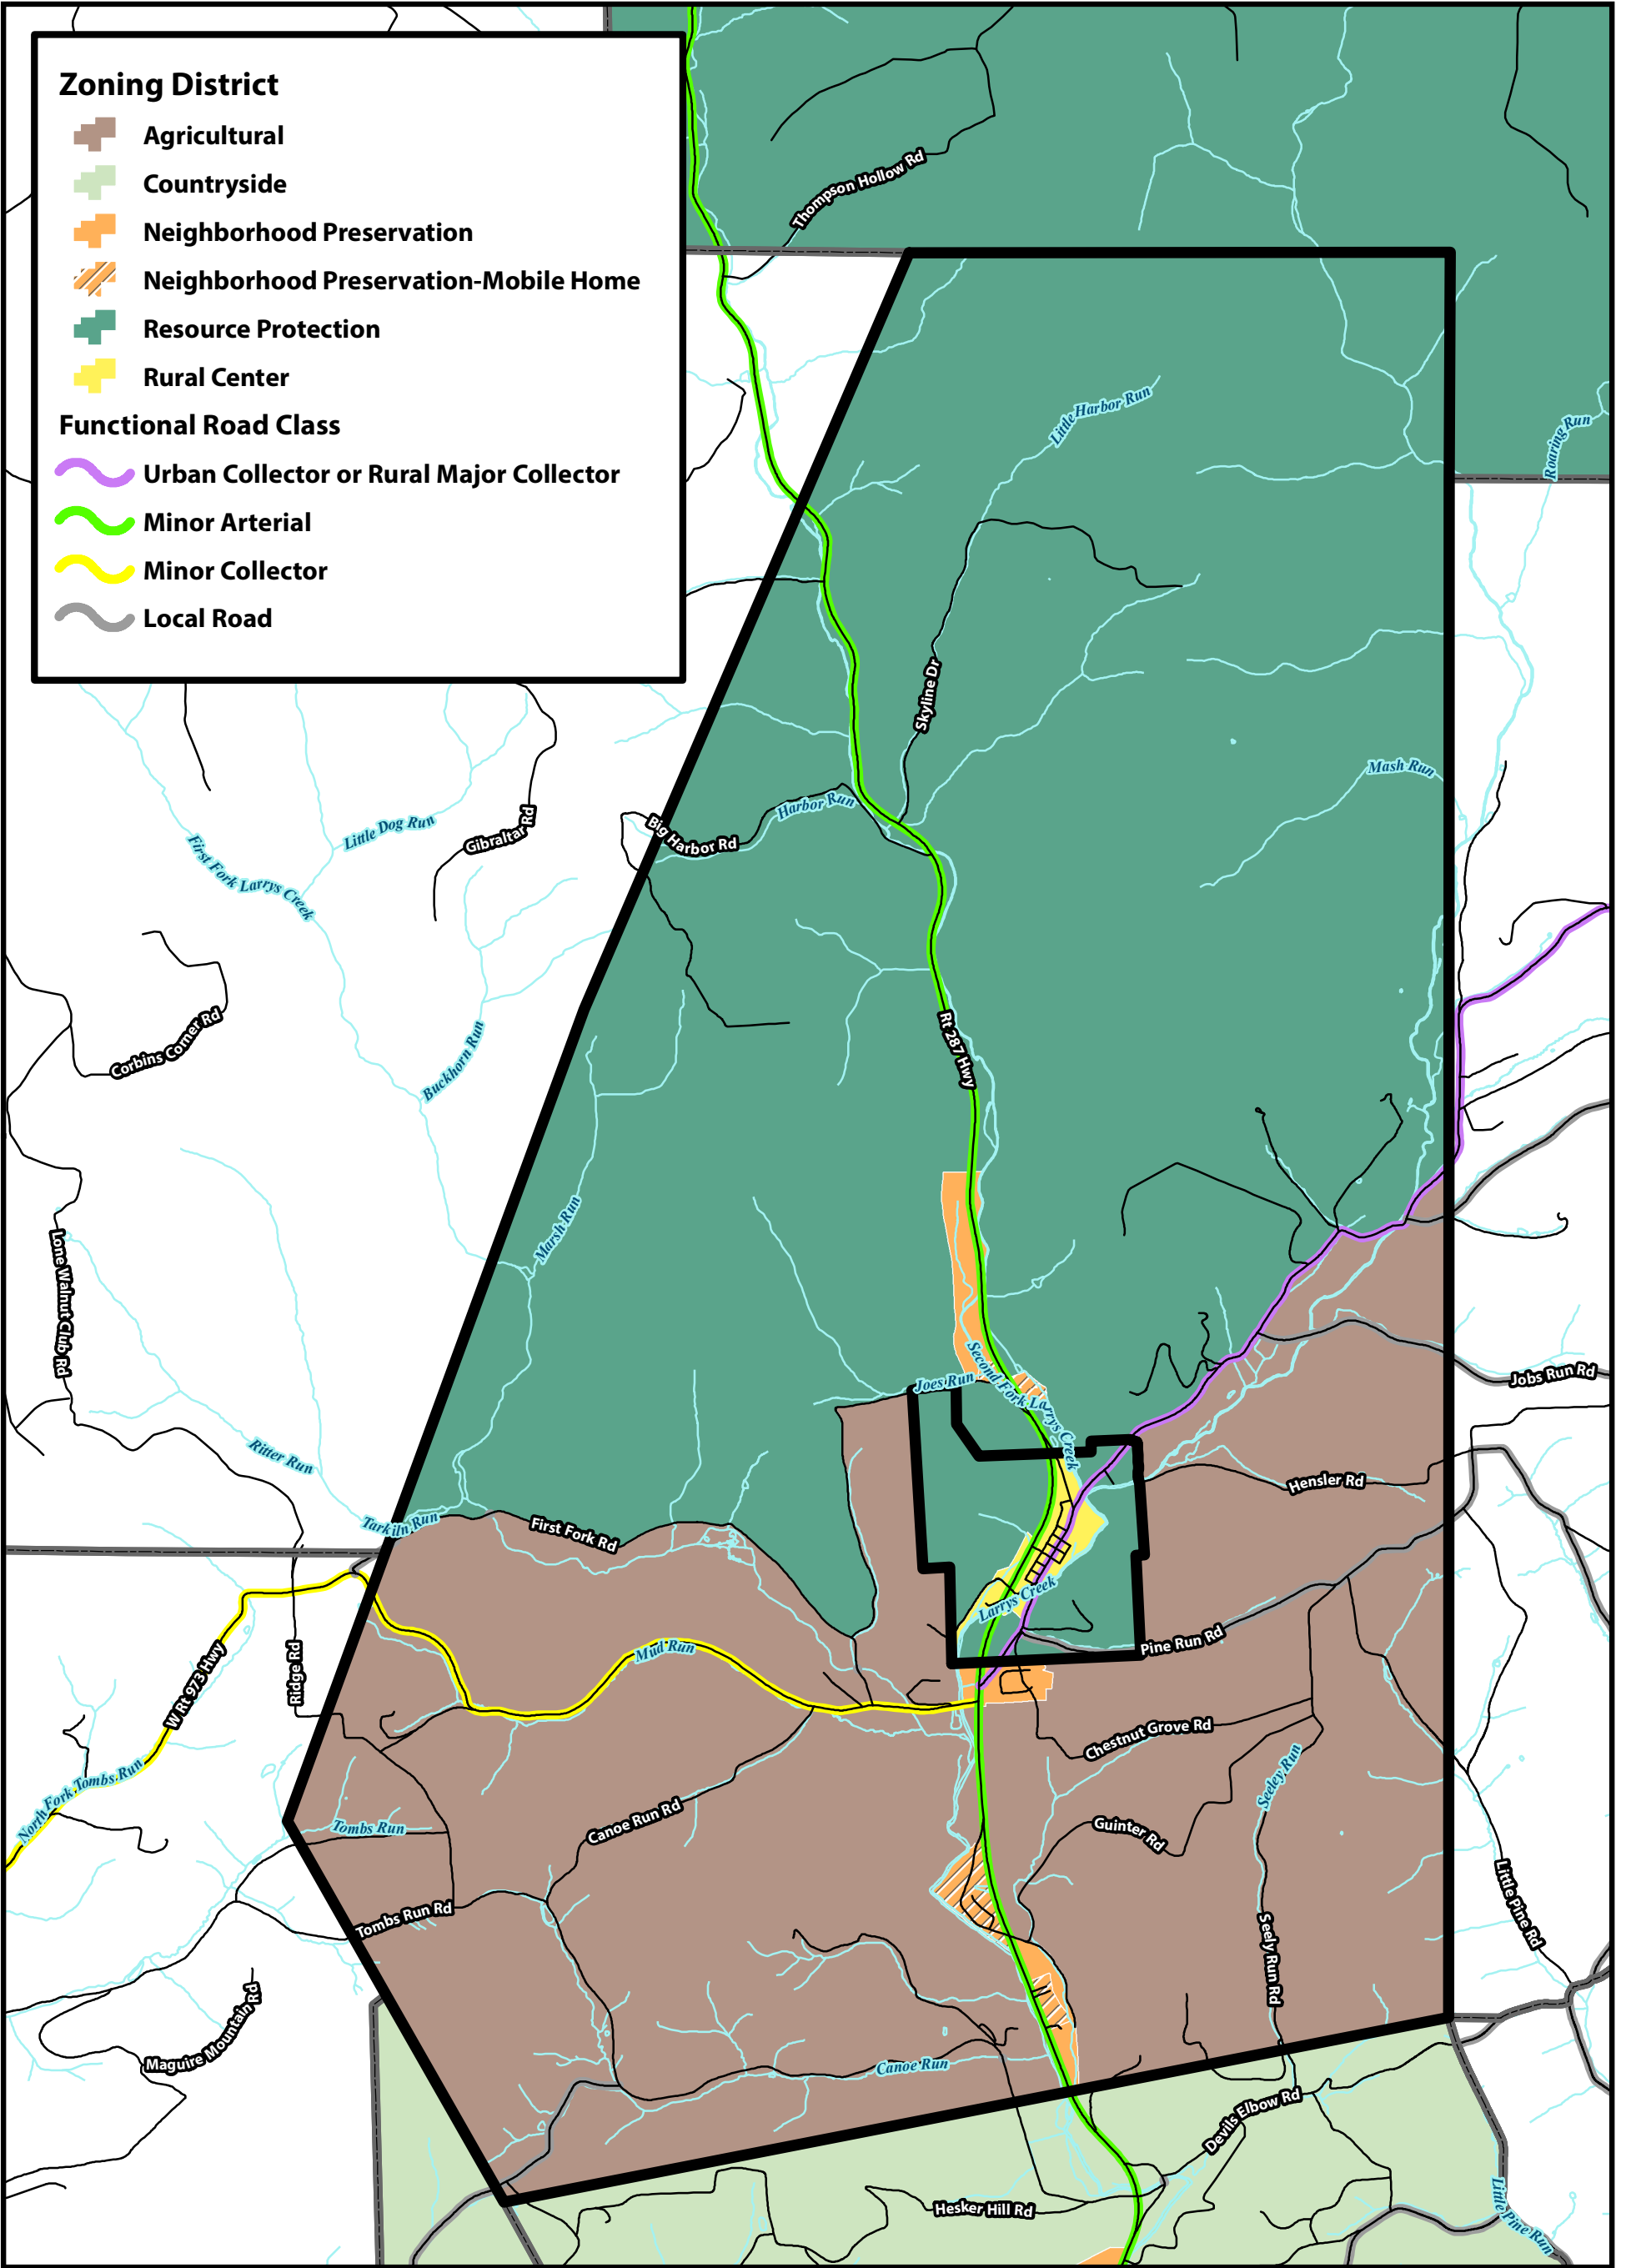 Zoning District
Agricultural
Countryside
Neighborhood Preservation
Neighborhood Preservation-Mobile Home
Resource Protection
Rural Center
Functional Road Class
Urban Collector or Rural Major Collector
Minor Arterial
Minor Collector
Local Road
Thompson Hollow Rd
Little Harbor Run
Roaring Run
Skyline Dr
Mash Run
Harbor Run
Big Harbor Rd
Little Dog Run
Gibraltar Rd
First Fork Larrys Creek
Corbins Corner Rd
Buckhorn Run
Rt 287 Hwy
Marsh Run
Lone Walnut Club Rd
Second Fork Larrys Creek
Joes Run
Jobs Run Rd
Ritter Run
Hensler Rd
Tarkiln Run
First Fork Rd
Larrys Creek
Pine Run Rd
Mud Run
Ridge Rd
W Rt 973 Hwy
Chestnut Grove Rd
Seeley Run
North Fork Tombs Run
Tombs Run
Canoe Run Rd
Guinter Rd
Little Pine Rd
Tombs Run Rd
Seely Run Rd
Maguire Mountain Rd
Canoe Run
Devils Elbow Rd
Hesker Hill Rd
Little Pine Run